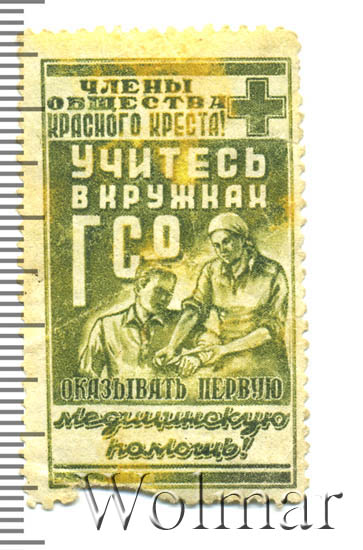 ЧЛЕНЫ
ОБЩЕСТВА
КРАСНОГО КРЕСТА!
УЧИТЕСЬ
В КРУЖКАХ
ГСО
ОКАЗЫВАТЬ ПЕРВУЮ
медицинскую
помощь!
Wolmar